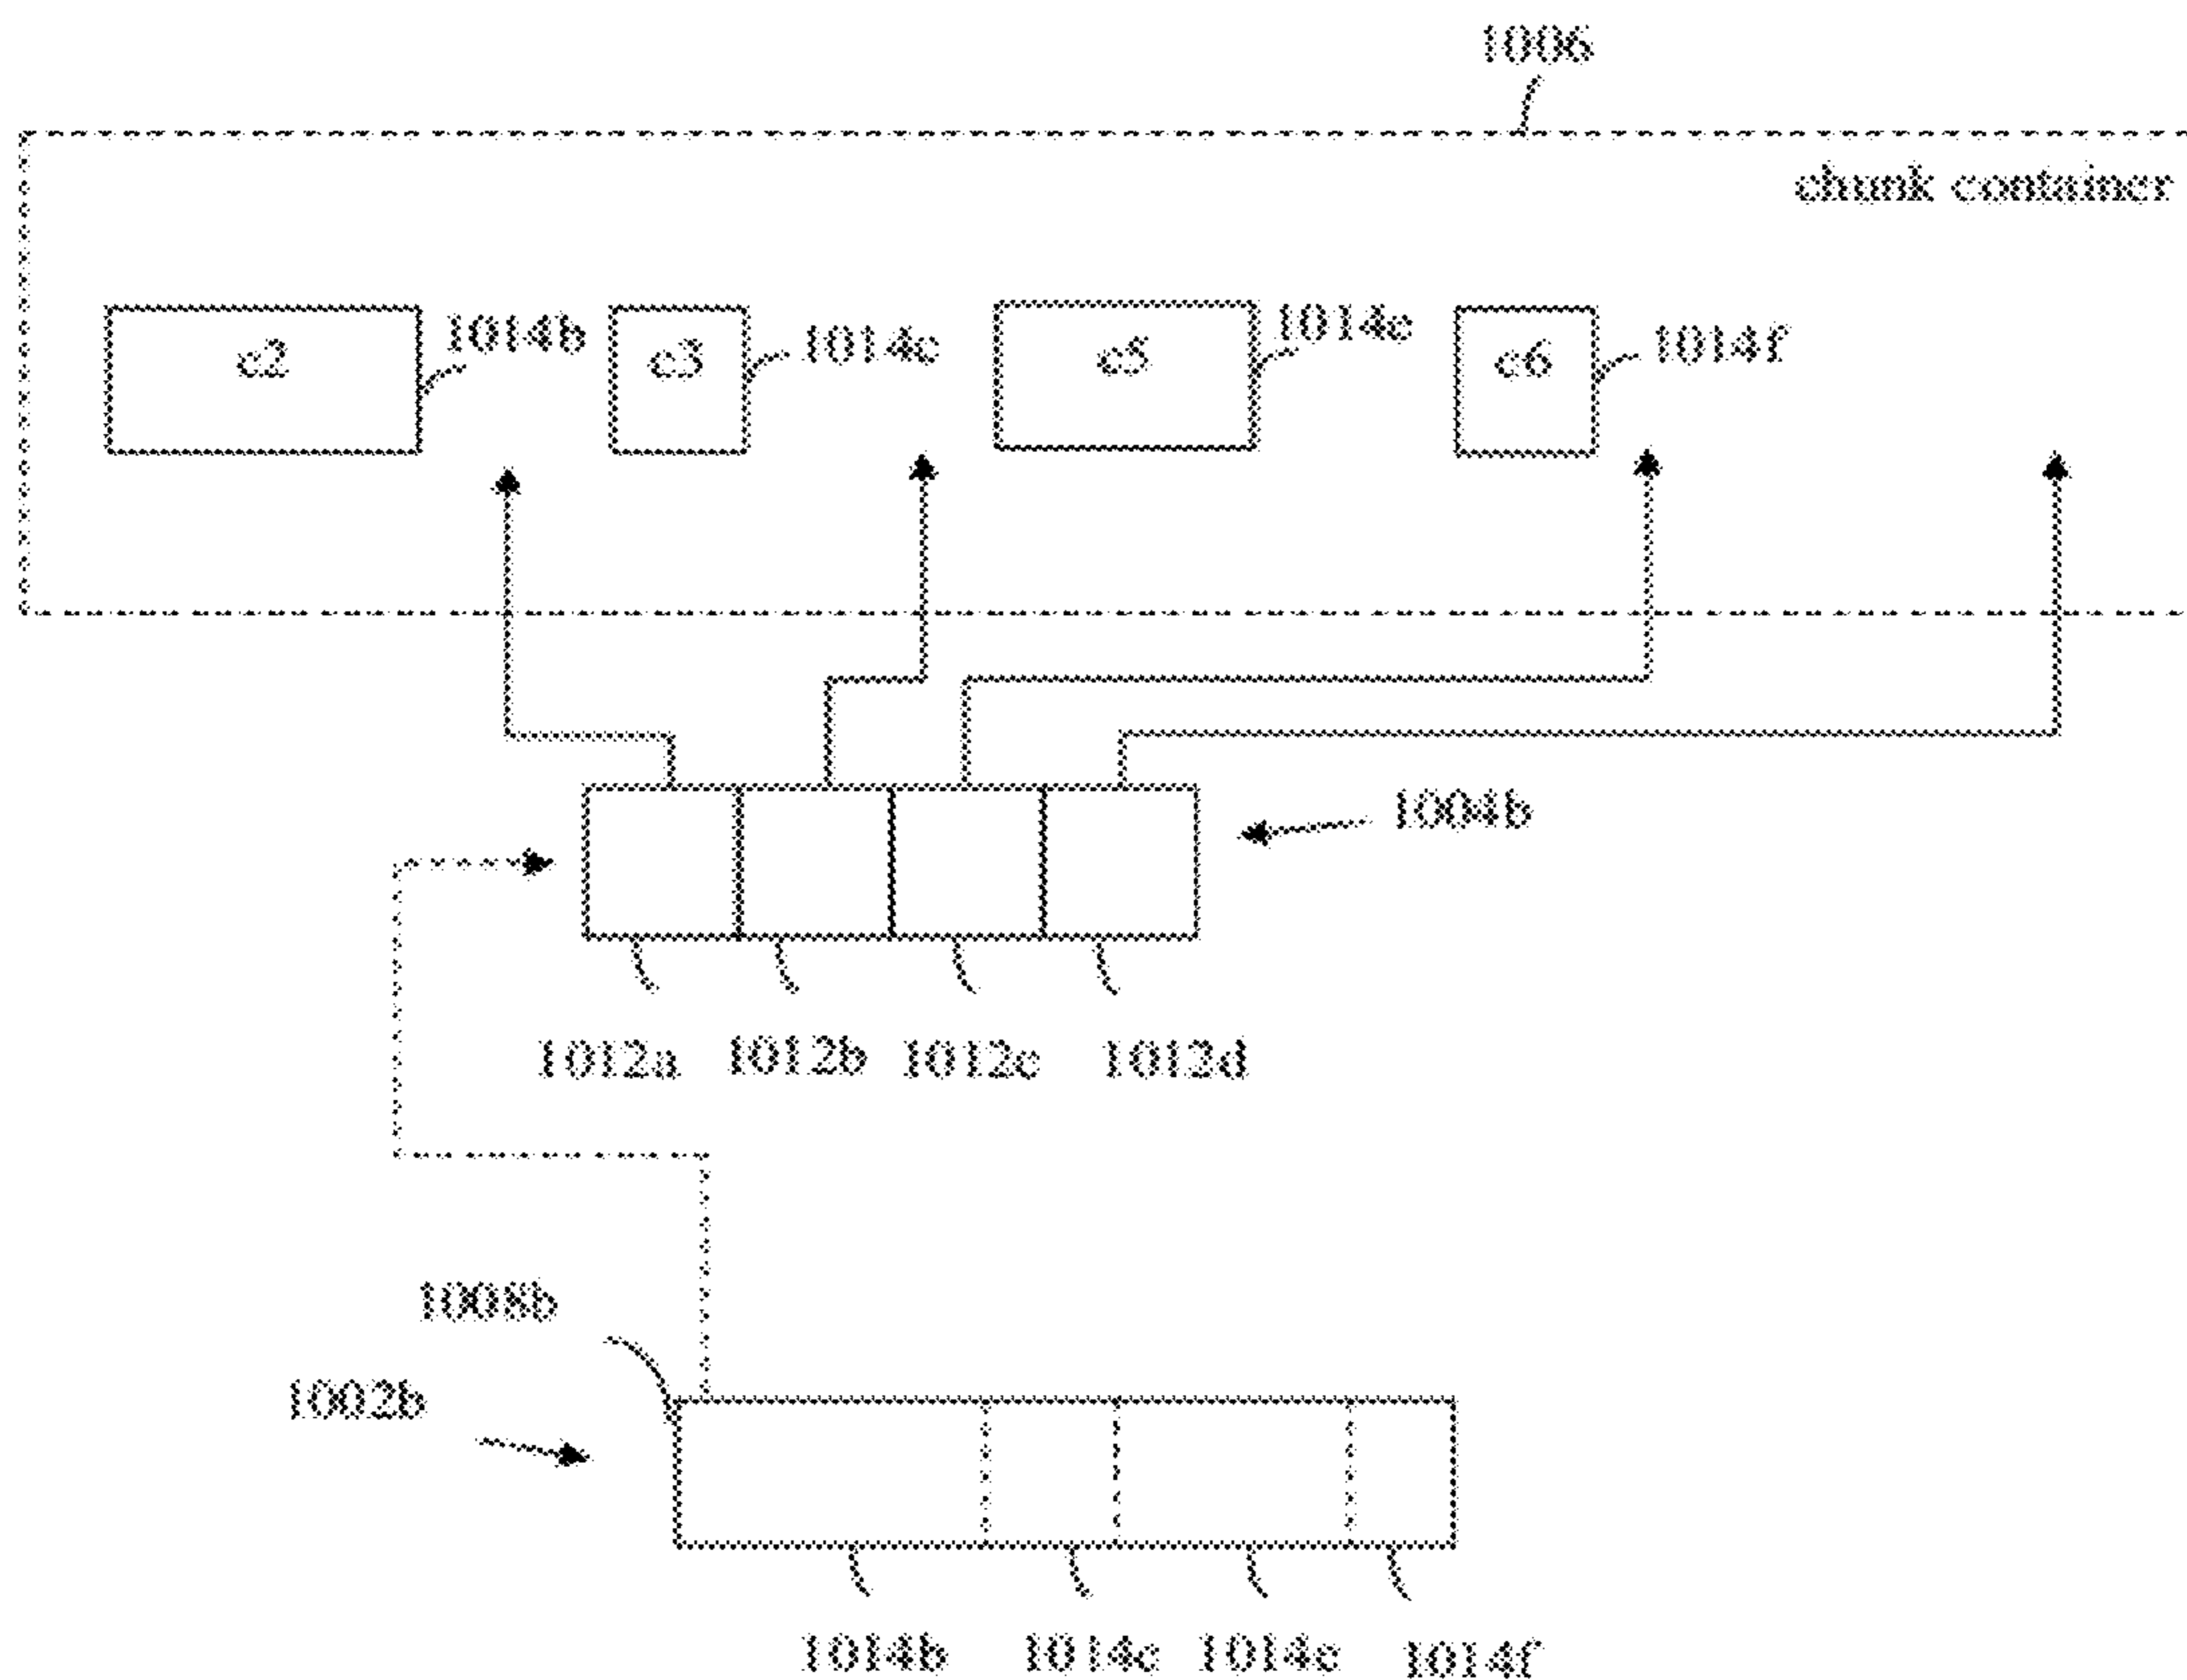 1006
chunk container
c2
1014b
c3
1014c
c5
1014e
c6
1014f
1004b
1012a 1012b 1012c 1012d
1008b
1002b
1014b 1014c 1014e 1014f